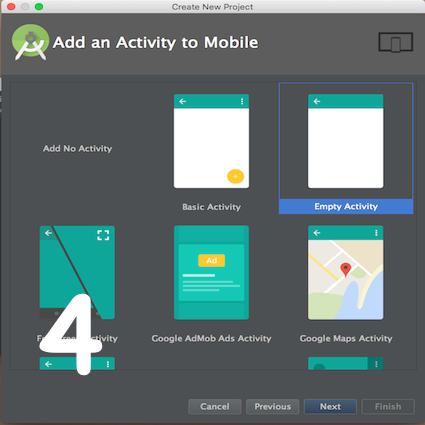 Create New Project
Add an Activity to Mobile
Add No Activity
Basic Activity
Empty Activity
Ad
Activity
Google AdMob Ads Activity
Google Maps Activity
4
Cancel
Previous
Next
Finish